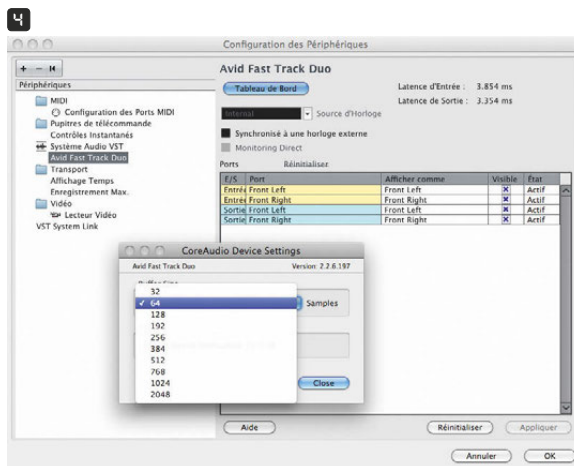 4
Configuration des Périphériques
+ - |◄
Périphériques
MIDI
Configuration des Ports MIDI
Pupitres de télécommande
Contrôles Instantanés
Système Audio VST
Avid Fast Track Duo
Transport
Affichage Temps
Enregistrement Max.
Vidéo
Lecteur Vidéo
VST System Link
Avid Fast Track Duo
Tableau de Bord
Latence d'Entrée : 3.854 ms
Latence de Sortie : 3.354 ms
Internal Source d'Horloge
Synchronisé à une horloge externe
Monitoring Direct
Ports Réinitialiser
E/S Port Afficher comme Visible État
Entrée Front Left Front Left X Actif
Entrée Front Right Front Right X Actif
Sortie Front Left Front Left X Actif
Sortie Front Right Front Right X Actif
CoreAudio Device Settings
Avid Fast Track Duo Version: 2.2.6.197
Buffer Size
32
✓ 64 Samples
128
192
256
384
512
768
1024
2048
Close
Aide Réinitialiser Appliquer
Annuler OK